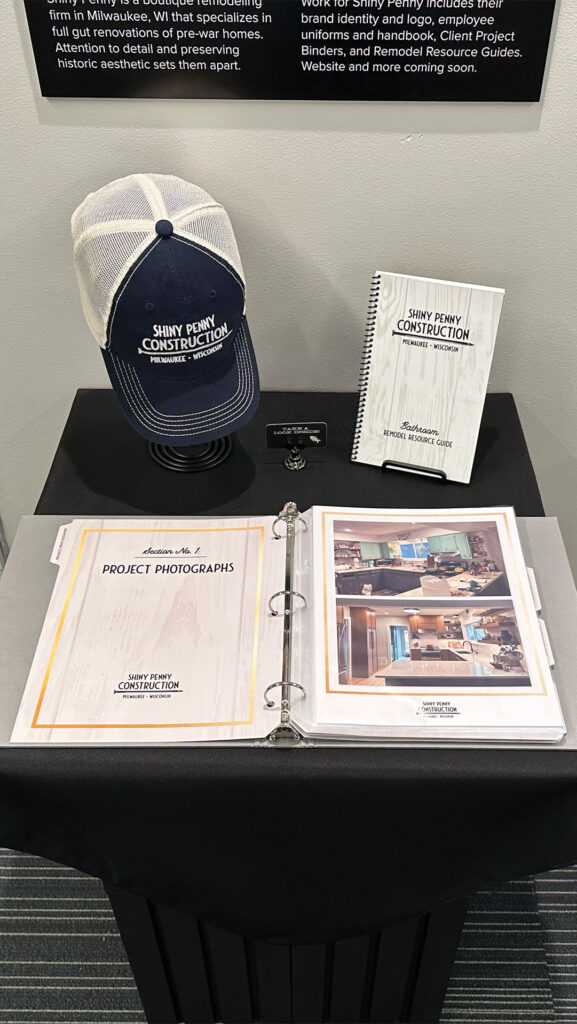 Shiny Penny is a boutique remodeling
firm in Milwaukee, WI that specializes in
full gut renovations of pre-war homes.
Attention to detail and preserving
historic aesthetic sets them apart.
Work for Shiny Penny includes their
brand identity and logo, employee
uniforms and handbook, Client Project
Binders, and Remodel Resource Guides.
Website and more coming soon.
SHINY PENNY
CONSTRUCTION
MILWAUKEE • WISCONSIN
SHINY PENNY
CONSTRUCTION
MILWAUKEE • WISCONSIN
Bathroom
REMODEL RESOURCE GUIDE
TAKE A
LOOK INSIDE!
Section No. 1:
PROJECT PHOTOGRAPHS
SHINY PENNY
CONSTRUCTION
MILWAUKEE • WISCONSIN
SHINY PENNY
CONSTRUCTION
MILWAUKEE • WISCONSIN